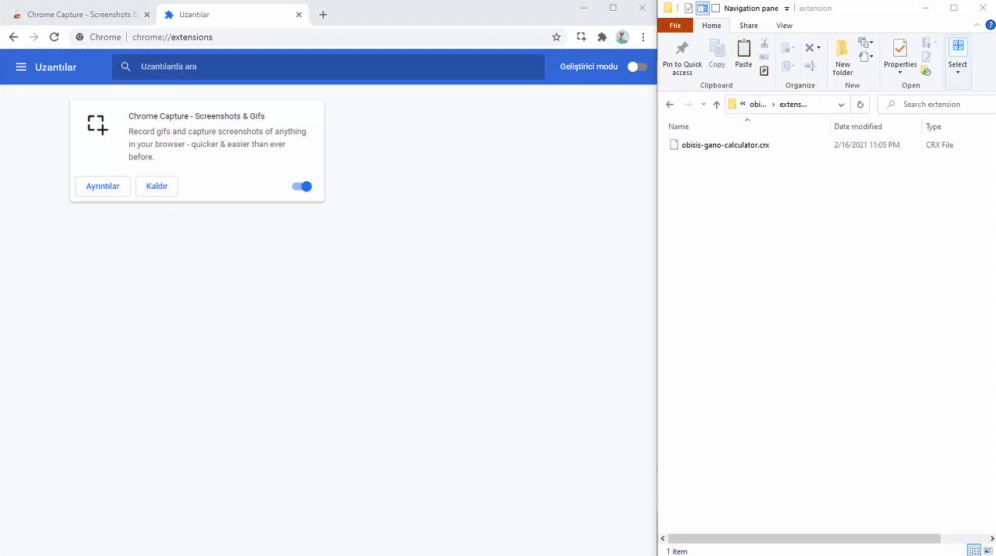 Chrome Capture - Screenshots &
Uzantılar
Chrome | chrome://extensions
Uzantılar
Uzantılarda ara
Geliştirici modu
Chrome Capture - Screenshots & Gifs
Record gifs and capture screenshots of anything
in your browser - quicker & easier than ever
before.
Ayrıntılar
Kaldır
Navigation pane
extension
File
Home
Share
View
Pin to Quick
access
Copy
Paste
New
folder
Properties
Select
Clipboard
Organize
New
Open
« obi... › extens...
Search extension
Name
Date modified
Type
obisis-gano-calculator.crx
2/16/2021 11:05 PM
CRX File
1 item